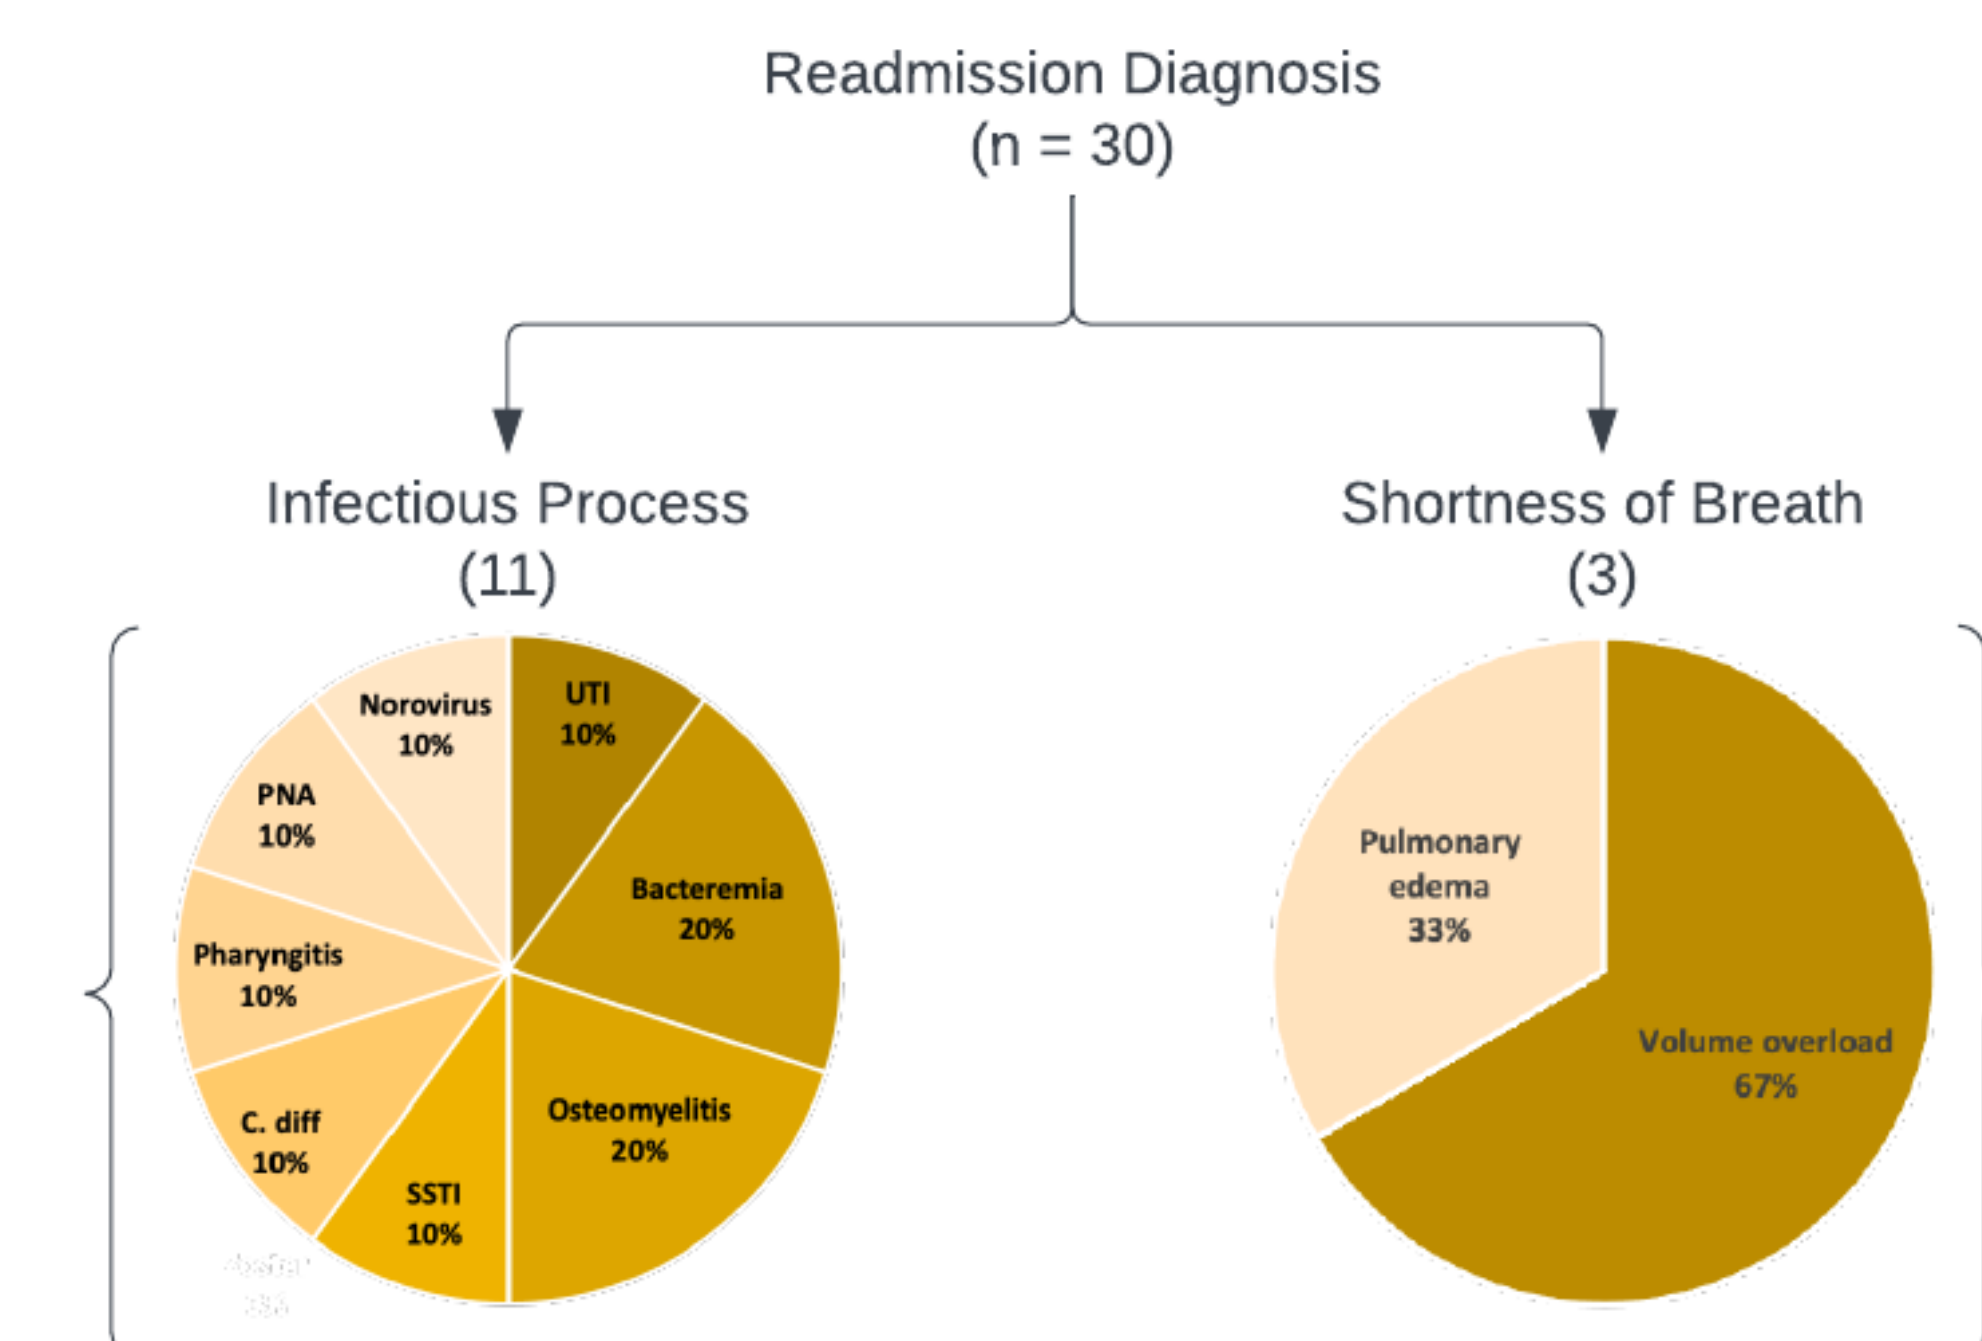 Readmission Diagnosis
(n = 30)
Infectious Process
(11)
Shortness of Breath
(3)
Norovirus
10%
UTI
10%
PNA
10%
Bacteremia
20%
Pharyngitis
10%
Osteomyelitis
20%
C. diff
10%
SSTI
10%
Pulmonary
edema
33%
Volume overload
67%